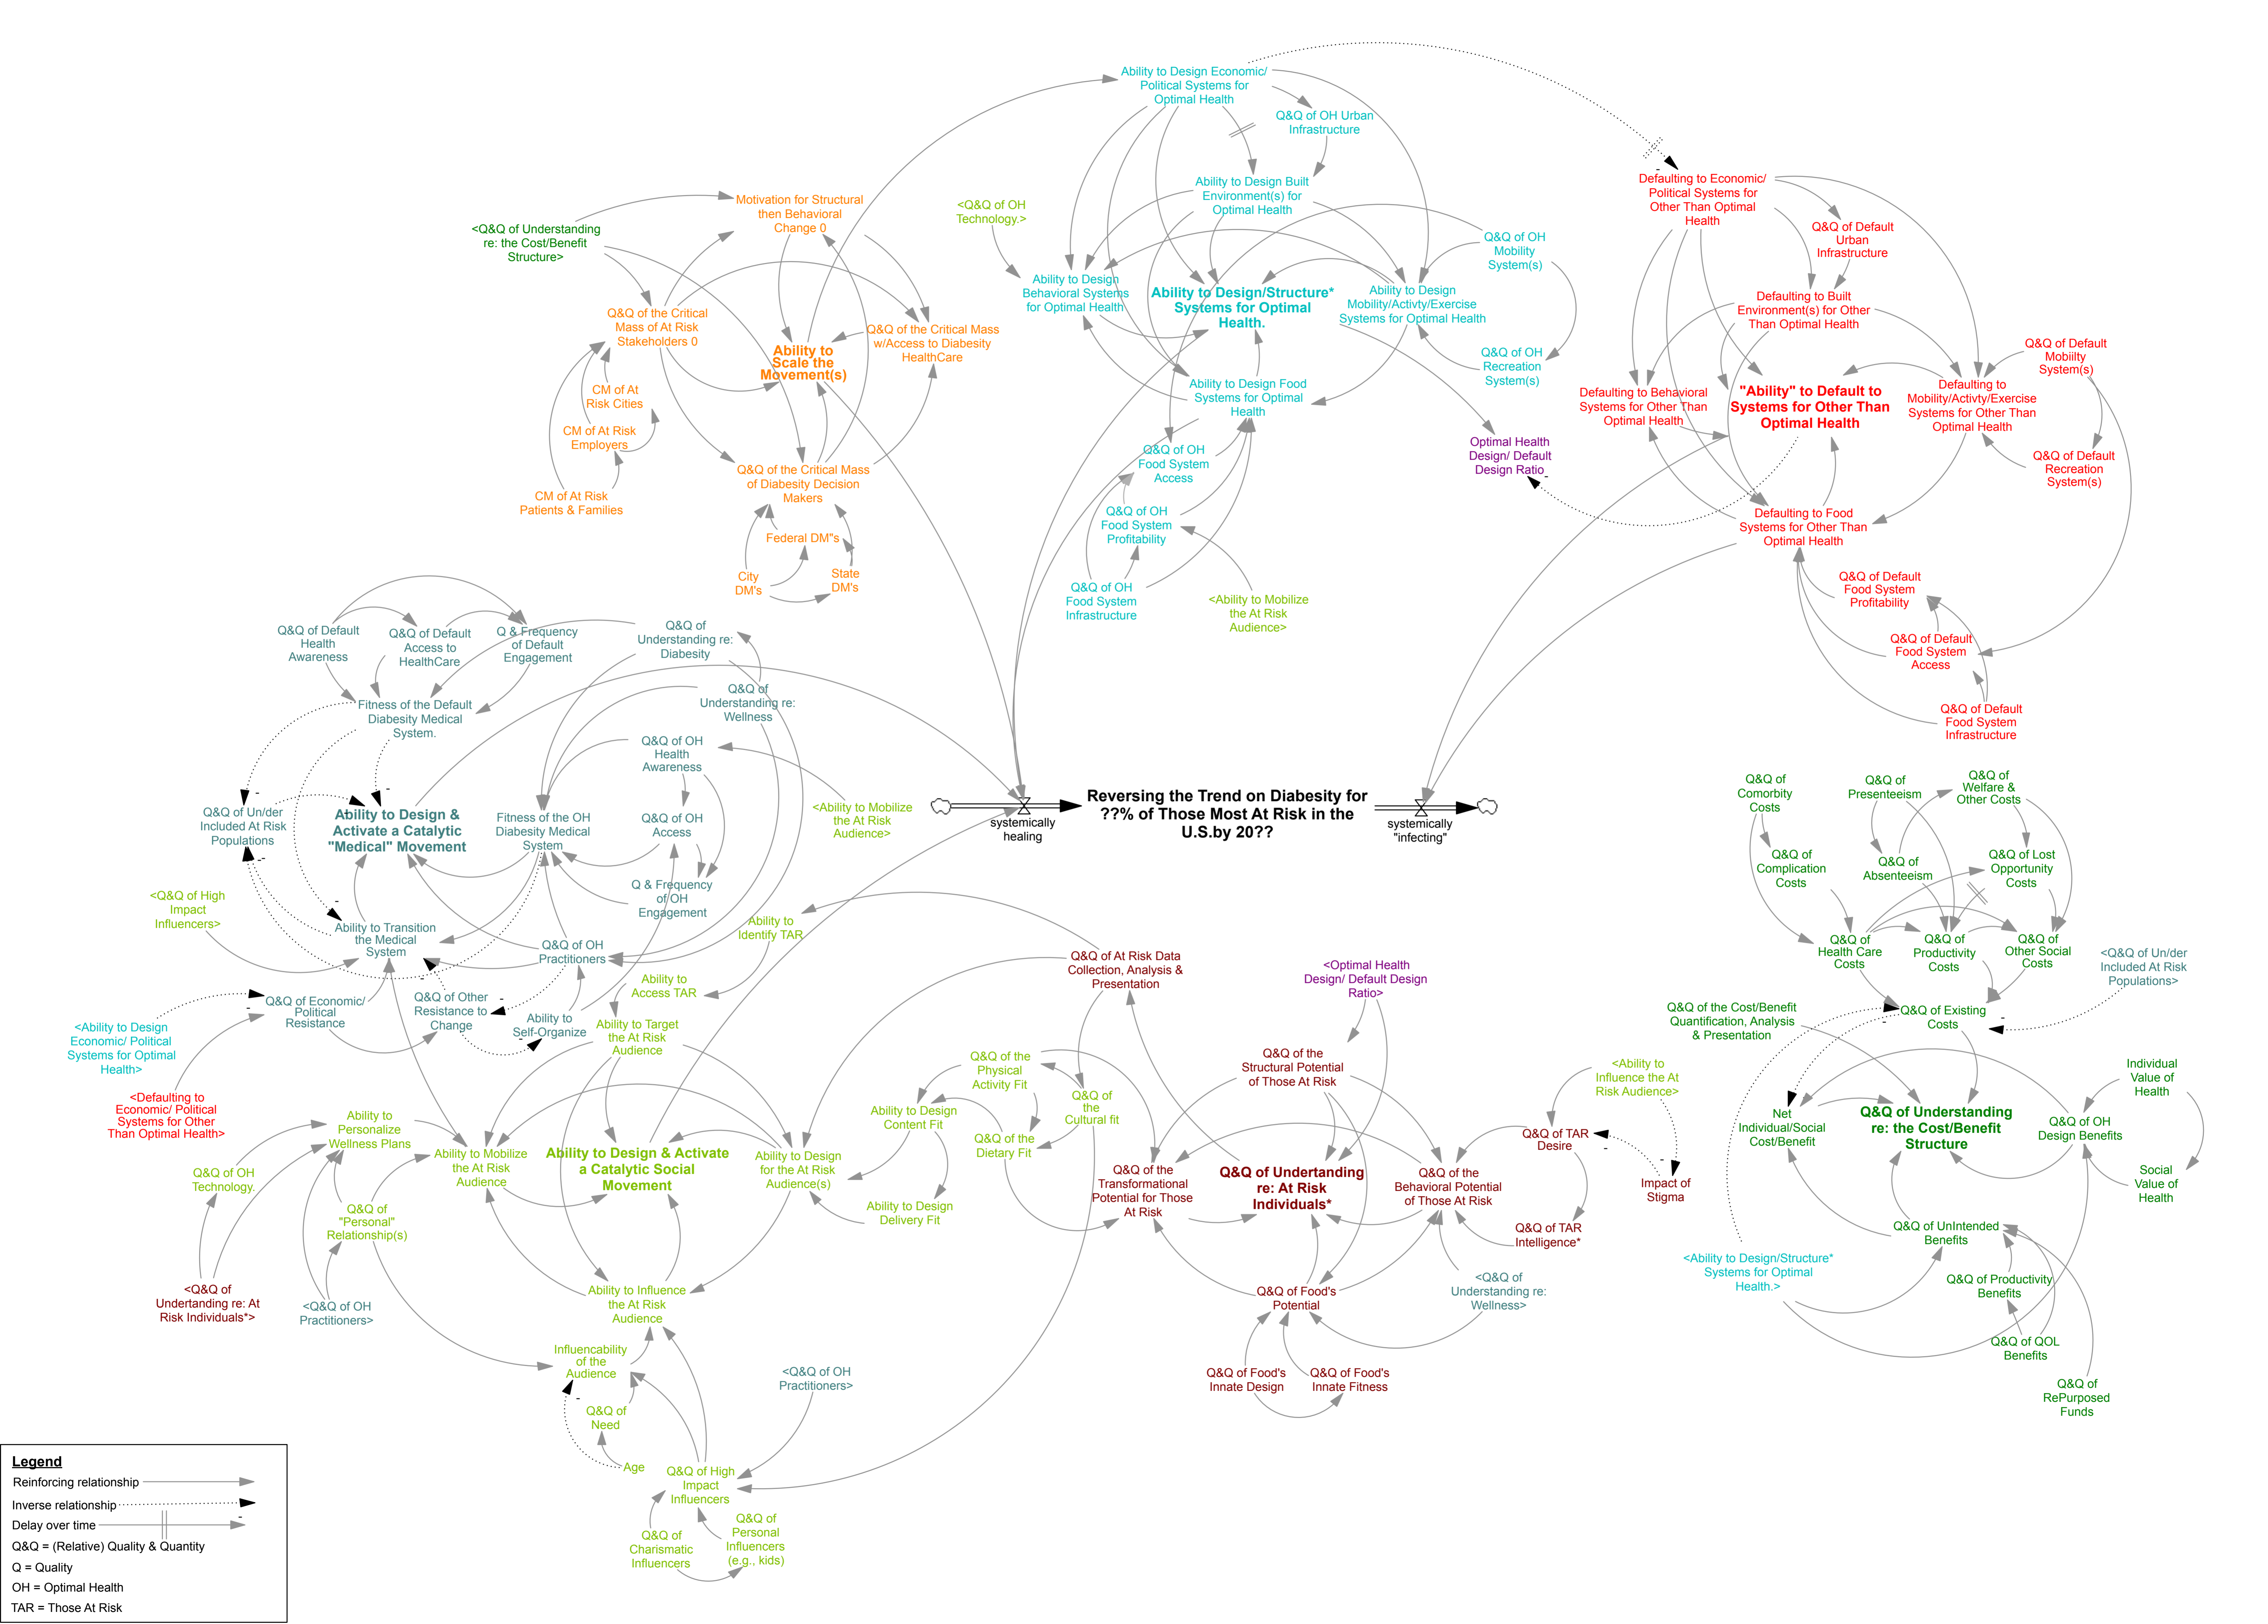 Ability to Design Economic/
Political Systems for
Optimal Health
Q&Q of OH Urban
Infrastructure
Ability to Design Built
Environment(s) for
Optimal Health
<Q&Q of OH
Technology.>
Q&Q of OH
Mobility
System(s)
Ability to Design
Behavioral Systems
for Optimal Health
Ability to Design/Structure*
Systems for Optimal
Health.
Ability to Design
Mobility/Activty/Exercise
Systems for Optimal Health
Q&Q of OH
Recreation
System(s)
Ability to Design Food
Systems for Optimal
Health
Q&Q of OH
Food System
Access
Q&Q of OH
Food System
Profitability
Q&Q of OH
Food System
Infrastructure
<Ability to Mobilize
the At Risk
Audience>
Optimal Health
Design/ Default
Design Ratio
-
Motivation for Structural
then Behavioral
Change 0
<Q&Q of Understanding
re: the Cost/Benefit
Structure>
Q&Q of the Critical
Mass of At Risk
Stakeholders 0
Q&Q of the Critical Mass
w/Access to Diabesity
HealthCare
Ability to
Scale the
Movement(s)
CM of At
Risk Cities
CM of At Risk
Employers
CM of At Risk
Patients & Families
Q&Q of the Critical Mass
of Diabesity Decision
Makers
Federal DM"s
City
DM's
State
DM's
-
Defaulting to Economic/
Political Systems for
Other Than Optimal
Health
Q&Q of Default
Urban
Infrastructure
Defaulting to Built
Environment(s) for Other
Than Optimal Health
Q&Q of Default
Mobiilty
System(s)
Defaulting to Behavioral
Systems for Other Than
Optimal Health
"Ability" to Default to
Systems for Other Than
Optimal Health
Defaulting to
Mobility/Activty/Exercise
Systems for Other Than
Optimal Health
Q&Q of Default
Recreation
System(s)
Defaulting to Food
Systems for Other Than
Optimal Health
Q&Q of Default
Food System
Profitability
Q&Q of Default
Food System
Access
Q&Q of Default
Food System
Infrastructure
Q&Q of Default
Health
Awareness
Q&Q of Default
Access to
HealthCare
Q & Frequency
of Default
Engagement
Q&Q of
Understanding re:
Diabesity
Q&Q of
Understanding re:
Wellness
Fitness of the Default
Diabesity Medical
System.
Q&Q of OH
Health
Awareness
Q&Q of Un/der
Included At Risk
Populations
-
-
-
Ability to Design &
Activate a Catalytic
"Medical" Movement
Fitness of the OH
Diabesity Medical
System
Q&Q of OH
Access
<Ability to Mobilize
the At Risk
Audience>
Q & Frequency
of OH
Engagement
<Q&Q of High
Impact
Influencers>
-
-
-
Ability to Transition
the Medical
System
Q&Q of OH
Practitioners
Q&Q of Economic/
Political
Resistance
-
Q&Q of Other
Resistance to
Change
-
-
-
Ability to
Self-Organize
<Ability to Design
Economic/ Political
Systems for Optimal
Health>
<Defaulting to
Economic/ Political
Systems for Other
Than Optimal Health>
systemically
healing
Reversing the Trend on Diabesity for
??% of Those Most At Risk in the
U.S.by 20??
systemically
"infecting"
Ability to
Identify TAR
Ability to
Access TAR
Ability to Target
the At Risk
Audience
Ability to
Personalize
Wellness Plans
Ability to Mobilize
the At Risk
Audience
Ability to Design & Activate
a Catalytic Social
Movement
Ability to Design
for the At Risk
Audience(s)
Q&Q of OH
Technology.
Q&Q of
"Personal"
Relationship(s)
<Q&Q of
Undertanding re: At
Risk Individuals*>
<Q&Q of OH
Practitioners>
Ability to Influence
the At Risk
Audience
Influencability
of the
Audience
-
Q&Q of
Need
Age
<Q&Q of OH
Practitioners>
Q&Q of High
Impact
Influencers
Q&Q of
Charismatic
Influencers
Q&Q of
Personal
Influencers
(e.g., kids)
Q&Q of the
Physical
Activity Fit
Ability to Design
Content Fit
Q&Q of
the
Cultural fit
Q&Q of the
Dietary Fit
Ability to Design
Delivery Fit
Q&Q of At Risk Data
Collection, Analysis &
Presentation
<Optimal Health
Design/ Default Design
Ratio>
Q&Q of the
Structural Potential
of Those At Risk
Q&Q of the
Transformational
Potential for Those
At Risk
Q&Q of Undertanding
re: At Risk
Individuals*
Q&Q of the
Behavioral Potential
of Those At Risk
<Ability to
Influence the At
Risk Audience>
Q&Q of TAR
Desire
-
-
Impact of
Stigma
Q&Q of TAR
Intelligence*
<Q&Q of
Understanding re:
Wellness>
Q&Q of Food's
Potential
Q&Q of Food's
Innate Design
Q&Q of Food's
Innate Fitness
Q&Q of
Comorbity
Costs
Q&Q of
Presenteeism
Q&Q of
Welfare &
Other Costs
Q&Q of
Complication
Costs
Q&Q of
Absenteeism
Q&Q of Lost
Opportunity
Costs
Q&Q of
Health Care
Costs
Q&Q of
Productivity
Costs
Q&Q of
Other Social
Costs
<Q&Q of Un/der
Included At Risk
Populations>
Q&Q of the Cost/Benefit
Quantification, Analysis
& Presentation
Q&Q of Existing
Costs
-
-
-
Net
Individual/Social
Cost/Benefit
Q&Q of Understanding
re: the Cost/Benefit
Structure
Individual
Value of Health
Q&Q of OH
Design Benefits
Social
Value of Health
Q&Q of UnIntended
Benefits
<Ability to Design/Structure*
Systems for Optimal
Health.>
Q&Q of Productivity
Benefits
Q&Q of QOL
Benefits
Q&Q of
RePurposed
Funds
Legend
Reinforcing relationship
Inverse relationship
-
Delay over time
Q&Q = (Relative) Quality & Quantity
Q = Quality
OH = Optimal Health
TAR = Those At Risk